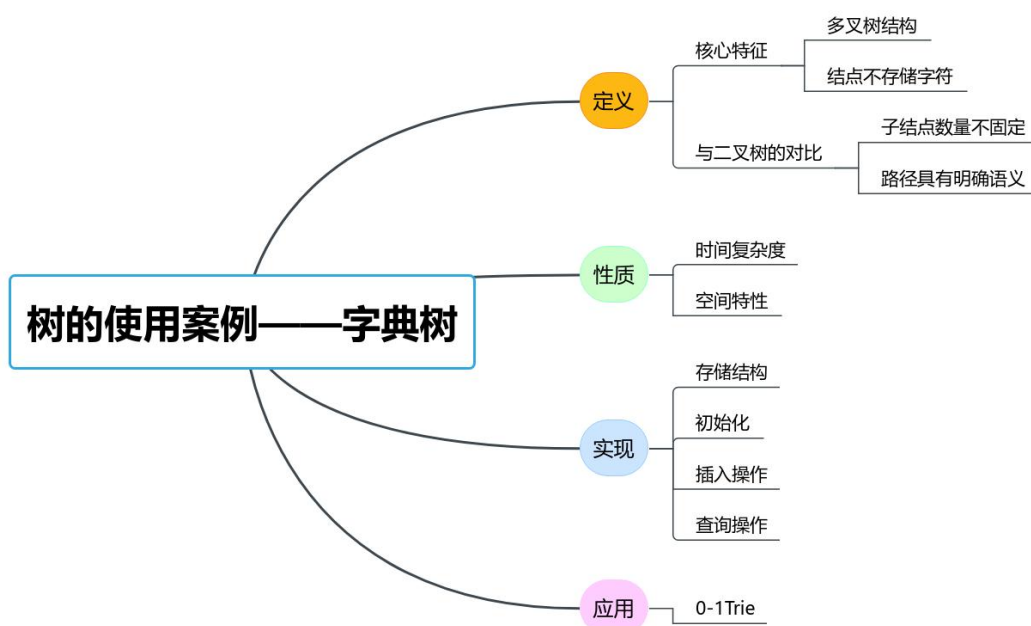 树的使用案例——字典树
定义
核心特征
多叉树结构
结点不存储字符
与二叉树的对比
子结点数量不固定
路径具有明确语义
性质
时间复杂度
空间特性
实现
存储结构
初始化
插入操作
查询操作
应用
0-1Trie